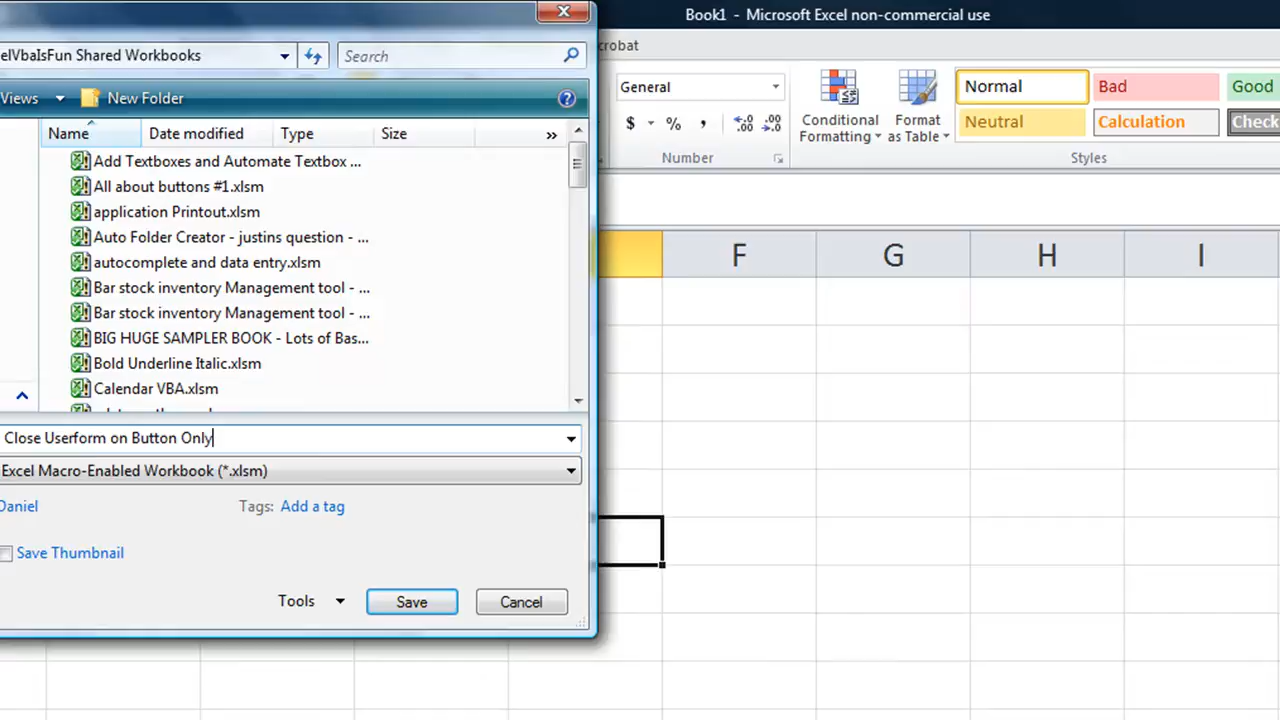 Book1 - Microsoft Excel non-commercial use
elVbaIsFun Shared Workbooks
Search
crobat
Views
New Folder
General
Conditional
Formatting
Format
as Table
Normal
Bad
Good
Neutral
Calculation
Check
$ % ,
Number
Styles
Name
Date modified
Type
Size
»
Add Textboxes and Automate Textbox ...
All about buttons #1.xlsm
application Printout.xlsm
Auto Folder Creator - justins question - ...
autocomplete and data entry.xlsm
Bar stock inventory Management tool - ...
Bar stock inventory Management tool - ...
BIG HUGE SAMPLER BOOK - Lots of Bas...
Bold Underline Italic.xlsm
Calendar VBA.xlsm
F
G
H
I
Close Userform on Button Only
Excel Macro-Enabled Workbook (*.xlsm)
Daniel
Tags: Add a tag
Save Thumbnail
Tools
Save
Cancel